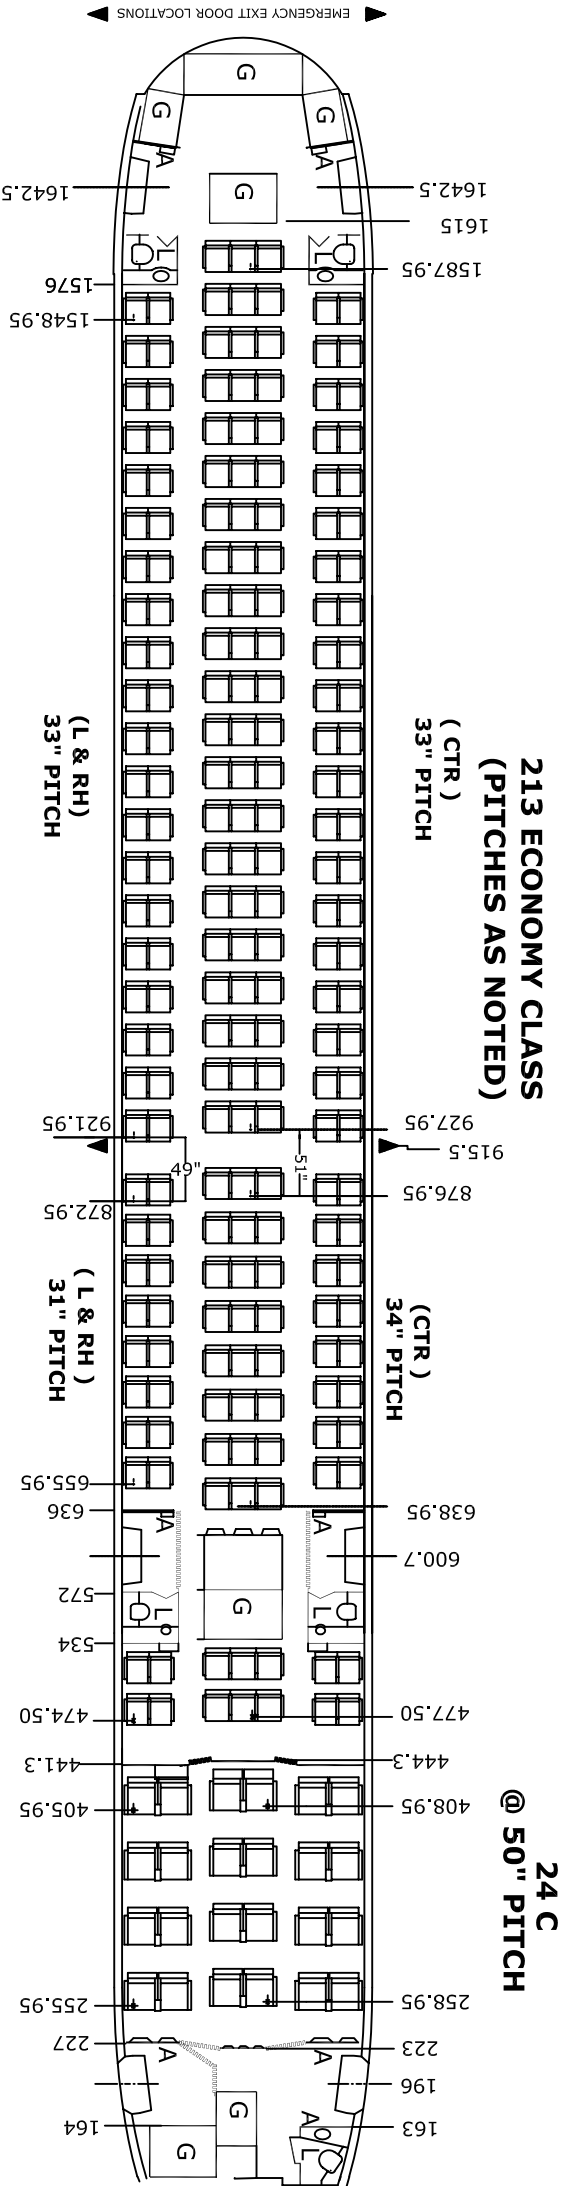 EMERGENCY EXIT DOOR LOCATIONS
G
G
G
A
A
1642.5
G
1642.5
1615
L
L
1587.95
1576
1548.95
(L & RH)
33" PITCH
( CTR )
33" PITCH
213 ECONOMY CLASS
(PITCHES AS NOTED)
921.95
927.95
915.5
49"
51"
872.95
876.95
( L & RH )
31" PITCH
(CTR )
34" PITCH
655.95
636
638.95
A
A
600.7
572
G
L
L
534
474.50
477.50
441.3
444.3
405.95
408.95
24 C
@ 50" PITCH
255.95
258.95
227
223
A
A
196
G
164
163
A
G
L